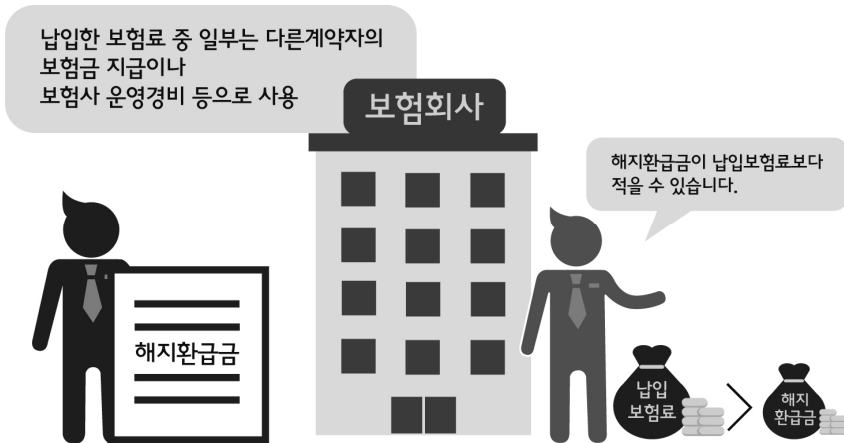 납입한 보험료 중 일부는 다른계약자의
보험금 지급이나
보험사 운영경비 등으로 사용
보험회사
해지환급금이 납입보험료보다
적을 수 있습니다.
해지환급금
납입
보험료
>
해지
환급금